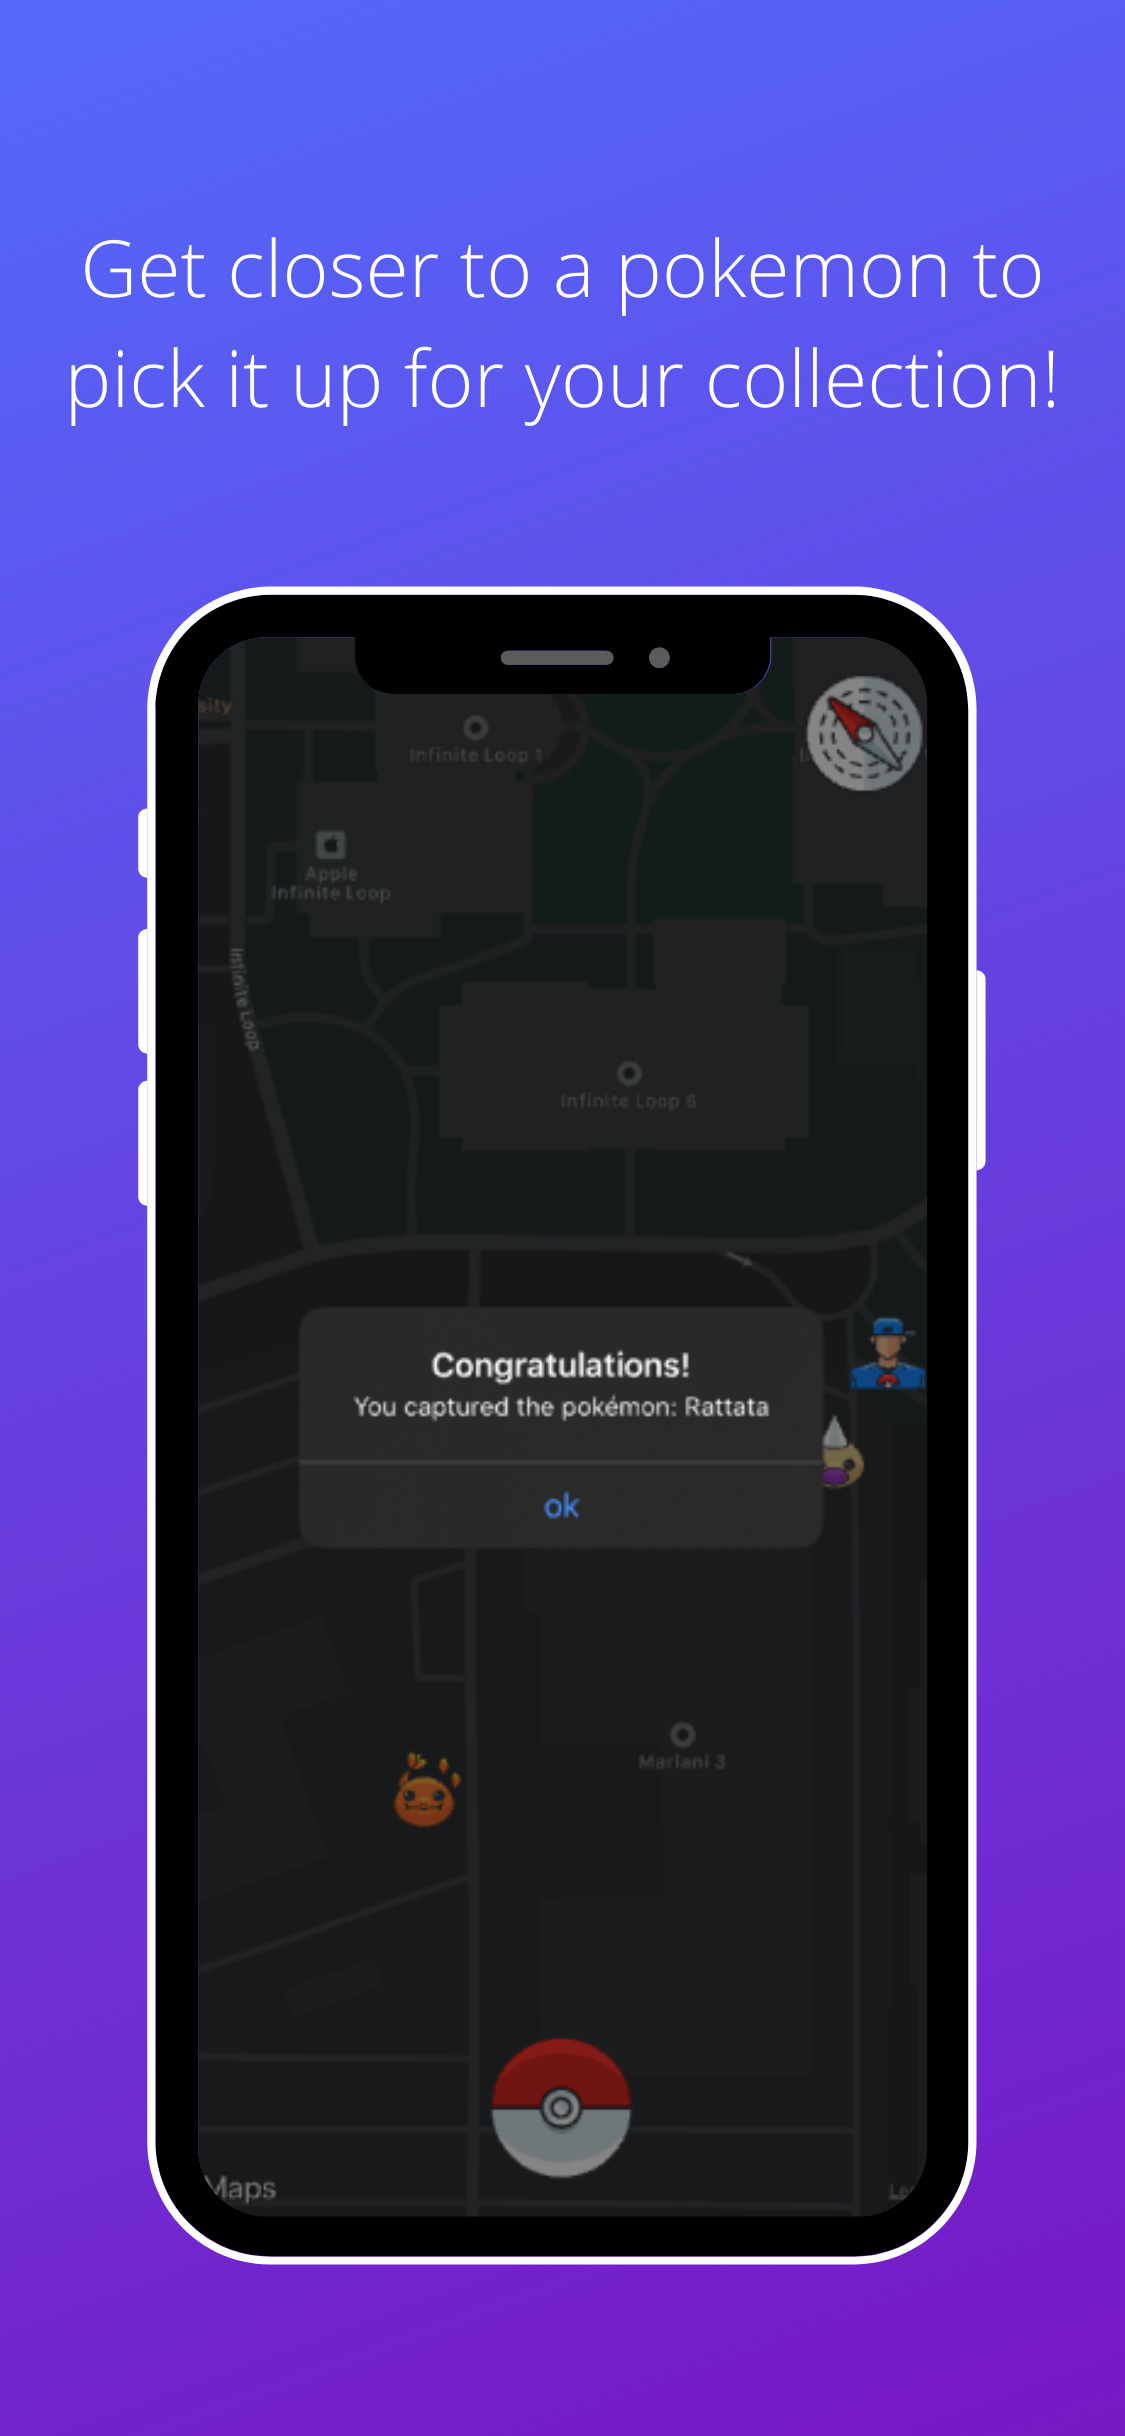 Get closer to a pokemon to
pick it up for your collection!
sity
Infinite Loop 1
Apple
Infinite Loop
Infinite Loop
Infinite Loop 6
Congratulations!
You captured the pokémon: Rattata
ok
Mariani 3
Maps